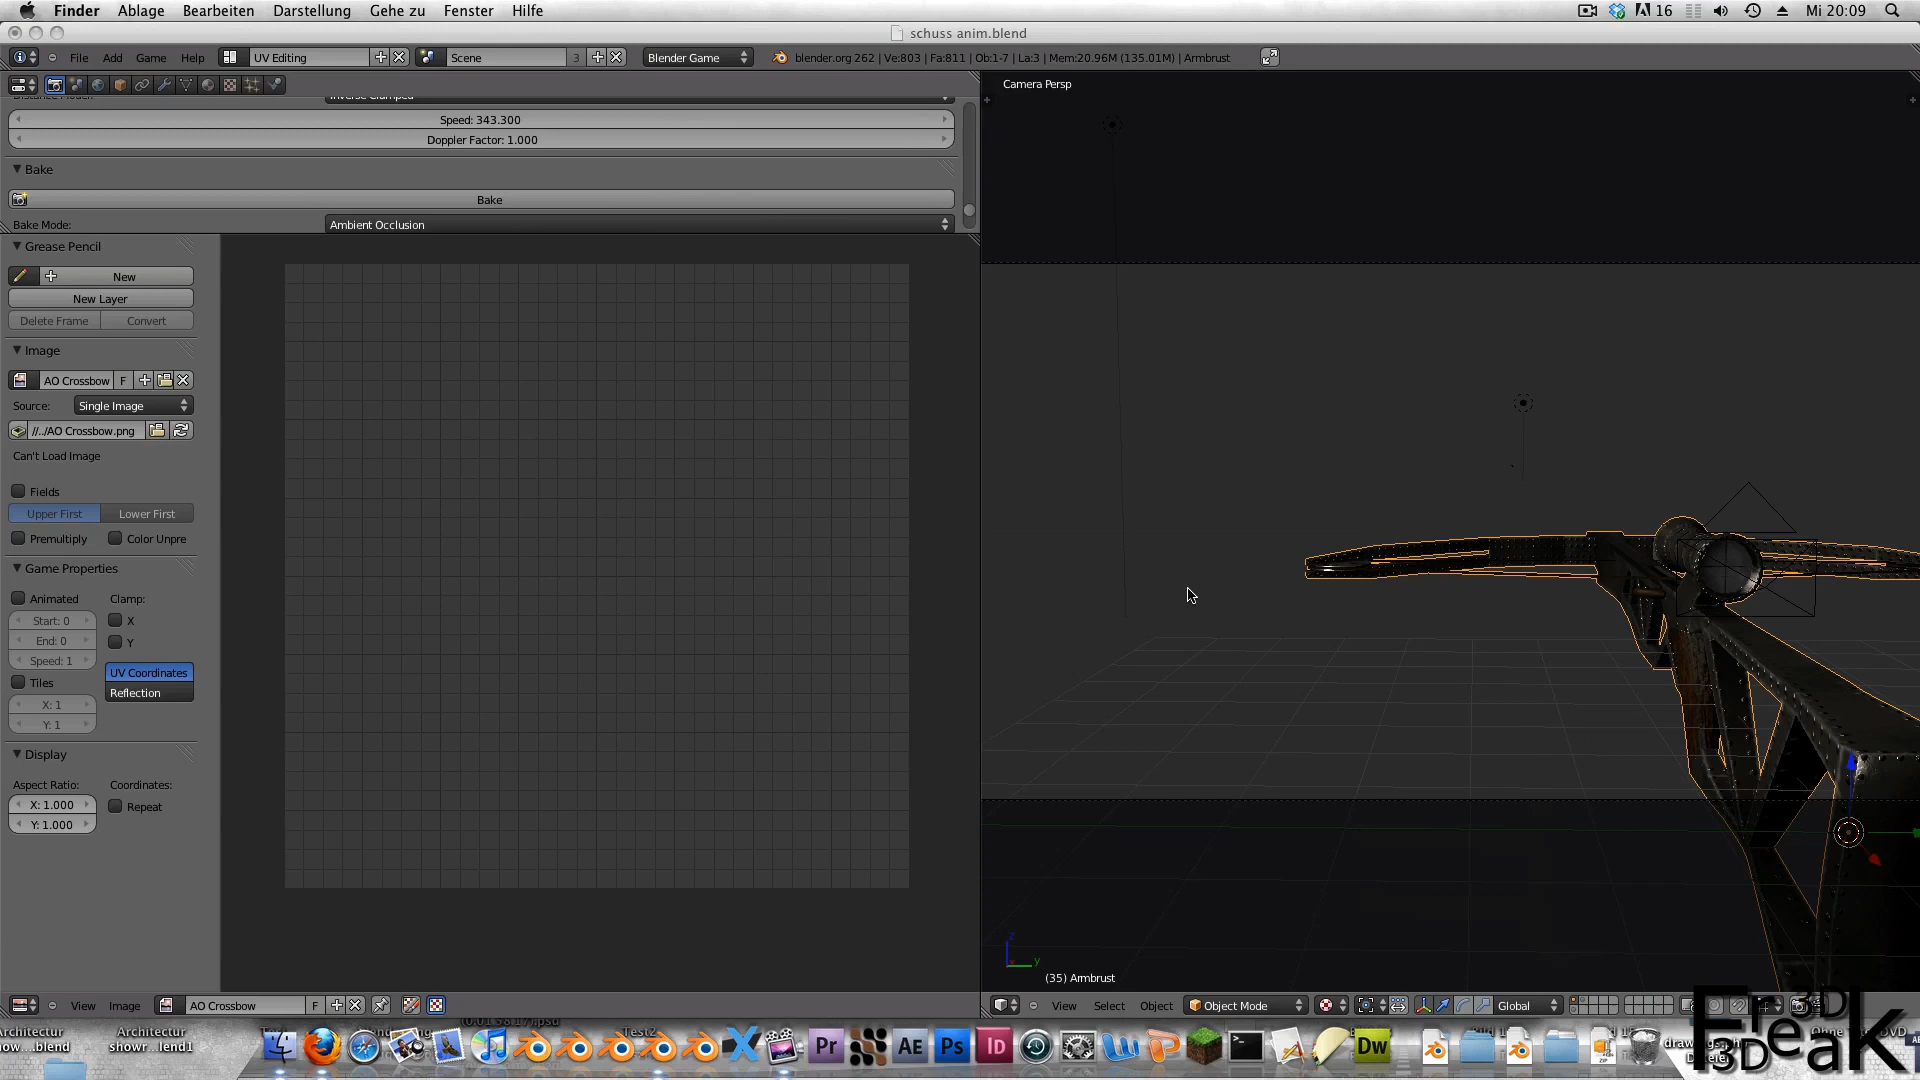 Finder Ablage Bearbeiten Darstellung Gehe zu Fenster Hilfe 16 Mi 20:09
schuss anim.blend
File Add Game Help UV Editing Scene 3 Blender Game blender.org 262 | Ve:803 | Fa:811 | Ob:1-7 | La:3 | Mem:20.96M (135.01M) | Armbrust
Camera Persp
Speed: 343.300
Doppler Factor: 1.000
Bake
Bake
Bake Mode: Ambient Occlusion
Grease Pencil
New
New Layer
Delete Frame Convert
Image
AO Crossbow F
Source: Single Image
//../AO Crossbow.png
Can't Load Image
Fields
Upper First Lower First
Premultiply Color Unpre
Game Properties
Animated Clamp:
Start: 0 X
End: 0 Y
Speed: 1
UV Coordinates
Tiles Reflection
X: 1
Y: 1
Display
Aspect Ratio: Coordinates:
X: 1.000 Repeat
Y: 1.000
z
y
(35) Armbrust
View Image AO Crossbow F View Select Object Object Mode Global
Architectur Architectur Test2
showr...lend1
Pr AE Ps Id Dw
Freak
3D
3D